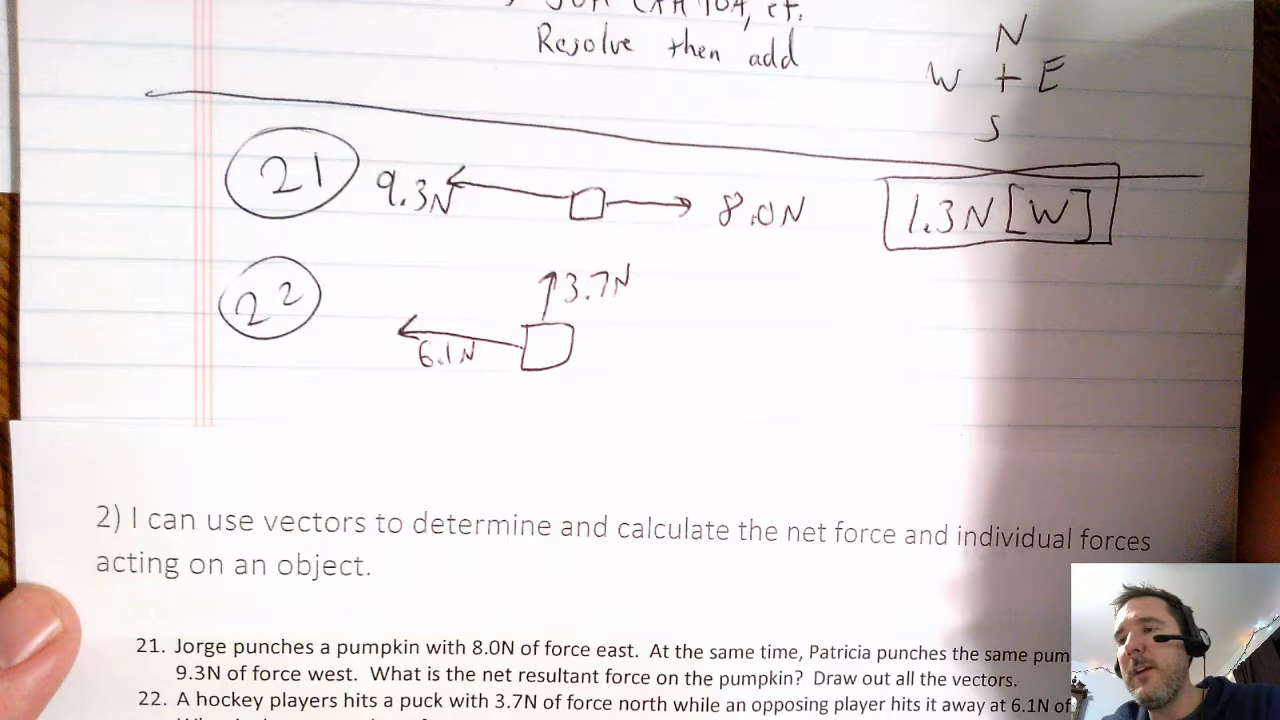 Resolve then add
N
W + E
S
21 9.3N 8.0N 1.3N [W]
22 3.7N
6.1N
2) I can use vectors to determine and calculate the net force and individual forces
acting on an object.
21. Jorge punches a pumpkin with 8.0N of force east. At the same time, Patricia punches the same pum
9.3N of force west. What is the net resultant force on the pumpkin? Draw out all the vectors.
22. A hockey players hits a puck with 3.7N of force north while an opposing player hits it away at 6.1N of